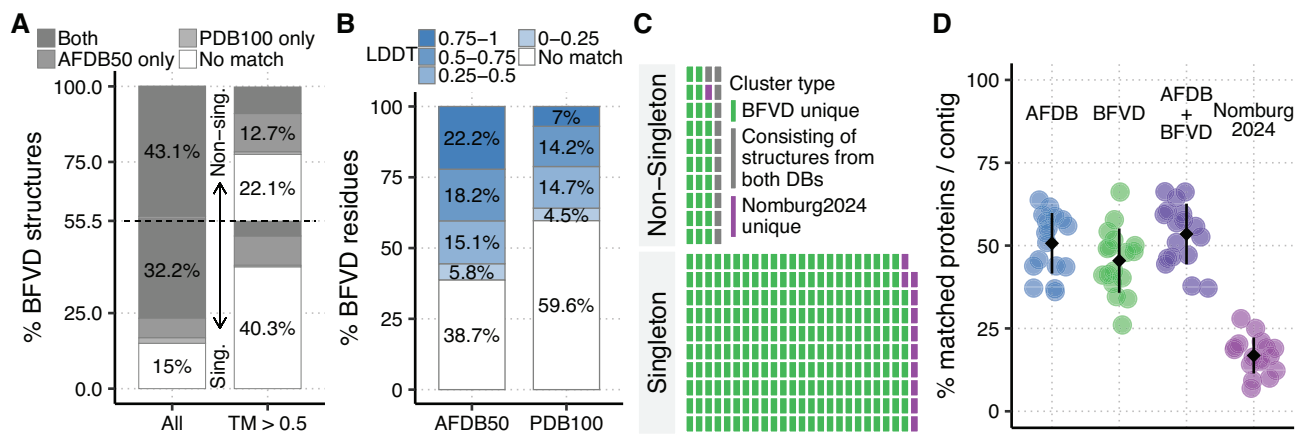 A
Both
PDB100 only
AFDB50 only
No match
% BFVD structures
100.0
75.0
55.5
25.0
0.0
43.1%
32.2%
15%
Non−sing.
Sing.
12.7%
22.1%
40.3%
All
TM > 0.5
B
LDDT
0.75−1
0.5−0.75
0.25−0.5
0−0.25
No match
% BFVD residues
100
75
50
25
0
22.2%
18.2%
15.1%
5.8%
38.7%
7%
14.2%
14.7%
4.5%
59.6%
AFDB50
PDB100
C
Non−Singleton
Singleton
Cluster type
BFVD unique
Consisting of
structures from
both DBs
Nomburg2024
unique
D
% matched proteins / contig
100
75
50
25
0
AFDB
BFVD
AFDB
+
BFVD
Nomburg
2024